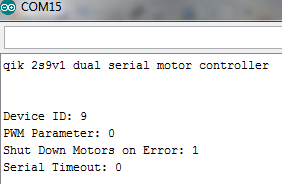 COM15
qik 2s9v1 dual serial motor controller
Device ID: 9
PWM Parameter: 0
Shut Down Motors on Error: 1
Serial Timeout: 0